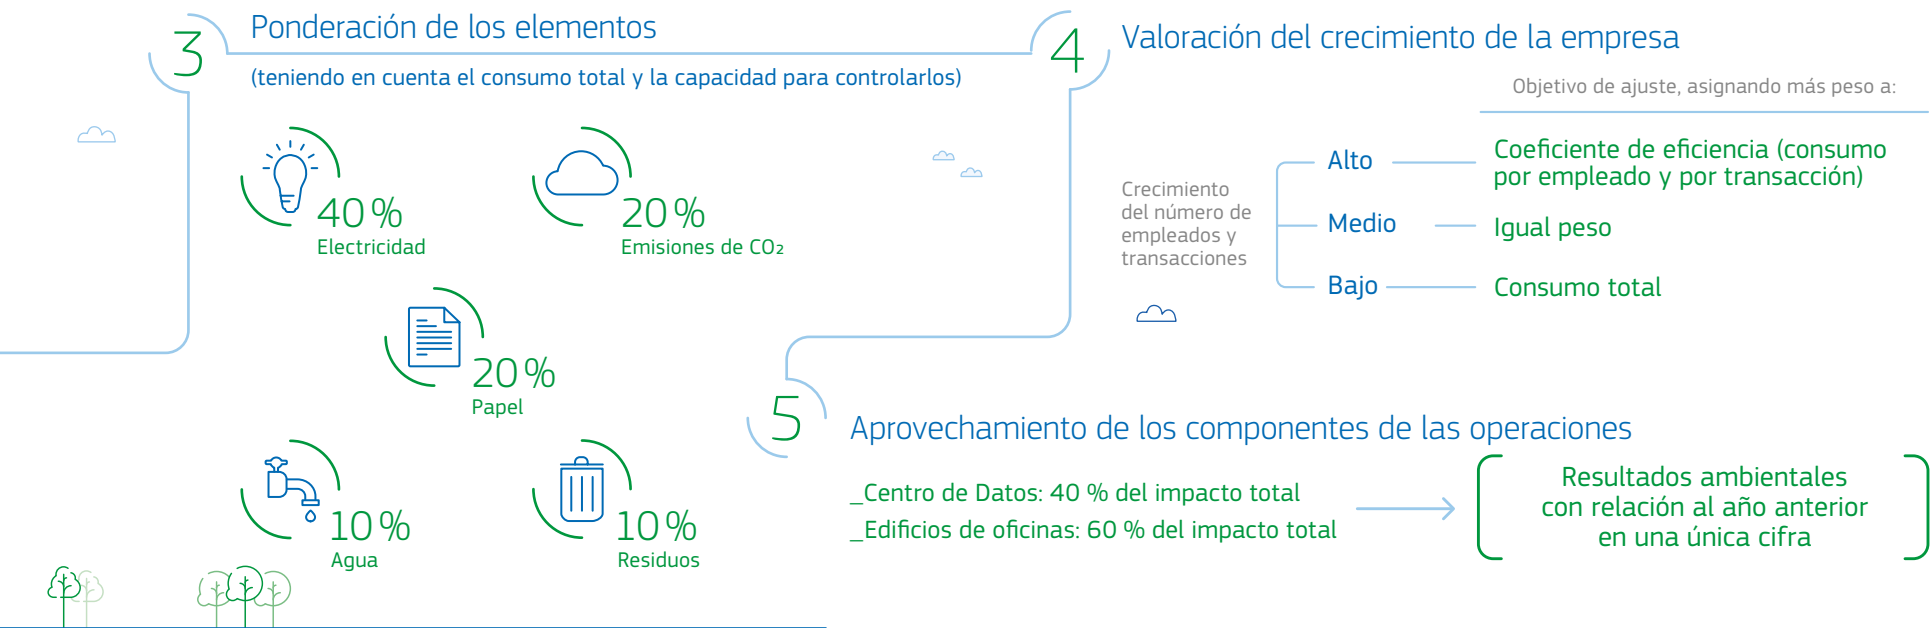 3
Ponderación de los elementos
(teniendo en cuenta el consumo total y la capacidad para controlarlos)
40 %
Electricidad
20 %
Emisiones de CO₂
20 %
Papel
10 %
Agua
10 %
Residuos
4
Valoración del crecimiento de la empresa
Objetivo de ajuste, asignando más peso a:
Crecimiento
del número de
empleados y
transacciones
Alto
Coeficiente de eficiencia (consumo
por empleado y por transacción)
Medio
Igual peso
Bajo
Consumo total
5
Aprovechamiento de los componentes de las operaciones
_Centro de Datos: 40 % del impacto total
_Edificios de oficinas: 60 % del impacto total
Resultados ambientales
con relación al año anterior
en una única cifra